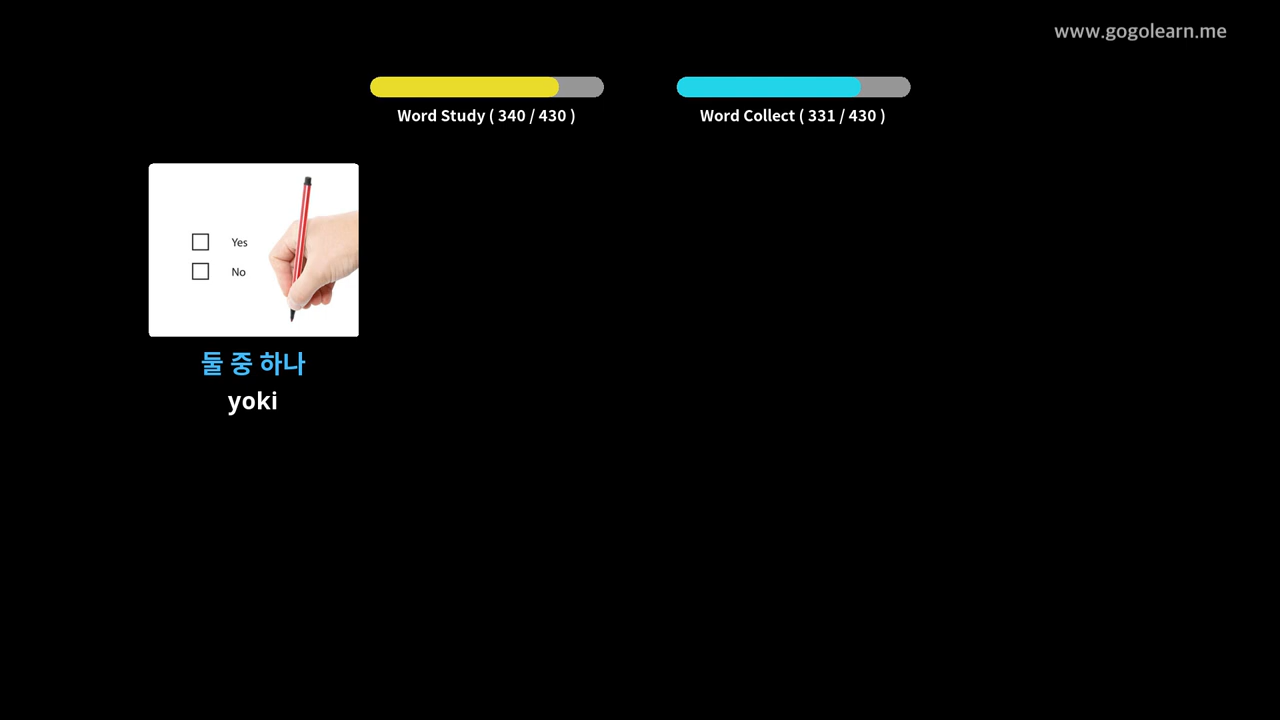 www.gogolearn.me
Word Study ( 340 / 430 )
Word Collect ( 331 / 430 )
Yes
No
둘 중 하나
yoki